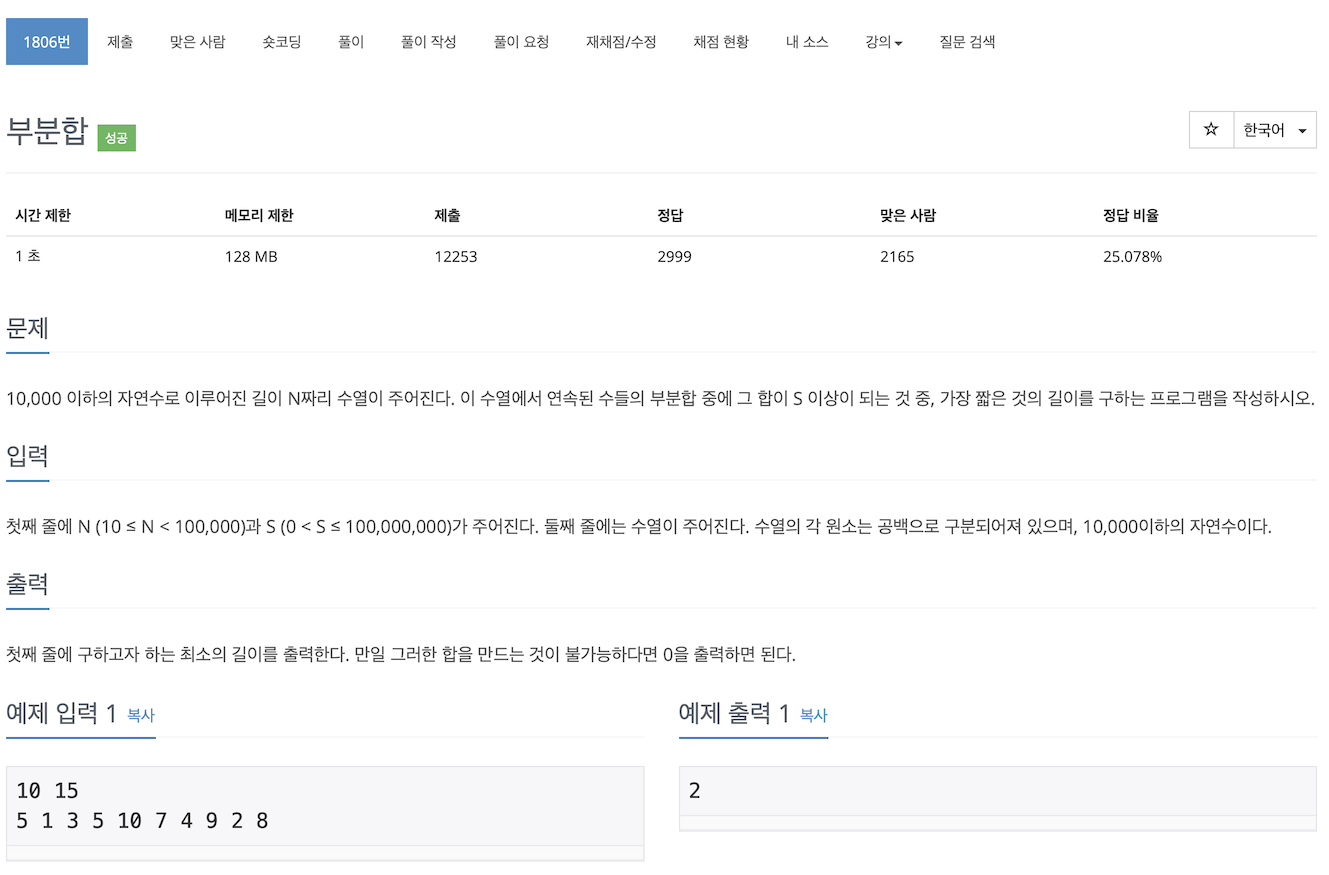 1806번 제출 맞은 사람 숏코딩 풀이 풀이 작성 풀이 요청 재채점/수정 채점 현황 내 소스 강의 질문 검색
부분합 성공 한국어
시간 제한 메모리 제한 제출 정답 맞은 사람 정답 비율
1 초 128 MB 12253 2999 2165 25.078%
문제
10,000 이하의 자연수로 이루어진 길이 N짜리 수열이 주어진다. 이 수열에서 연속된 수들의 부분합 중에 그 합이 S 이상이 되는 것 중, 가장 짧은 것의 길이를 구하는 프로그램을 작성하시오.
입력
첫째 줄에 N (10 ≤ N < 100,000)과 S (0 < S ≤ 100,000,000)가 주어진다. 둘째 줄에는 수열이 주어진다. 수열의 각 원소는 공백으로 구분되어져 있으며, 10,000이하의 자연수이다.
출력
첫째 줄에 구하고자 하는 최소의 길이를 출력한다. 만일 그러한 합을 만드는 것이 불가능하다면 0을 출력하면 된다.
예제 입력 1 복사
10 15
5 1 3 5 10 7 4 9 2 8
예제 출력 1 복사
2